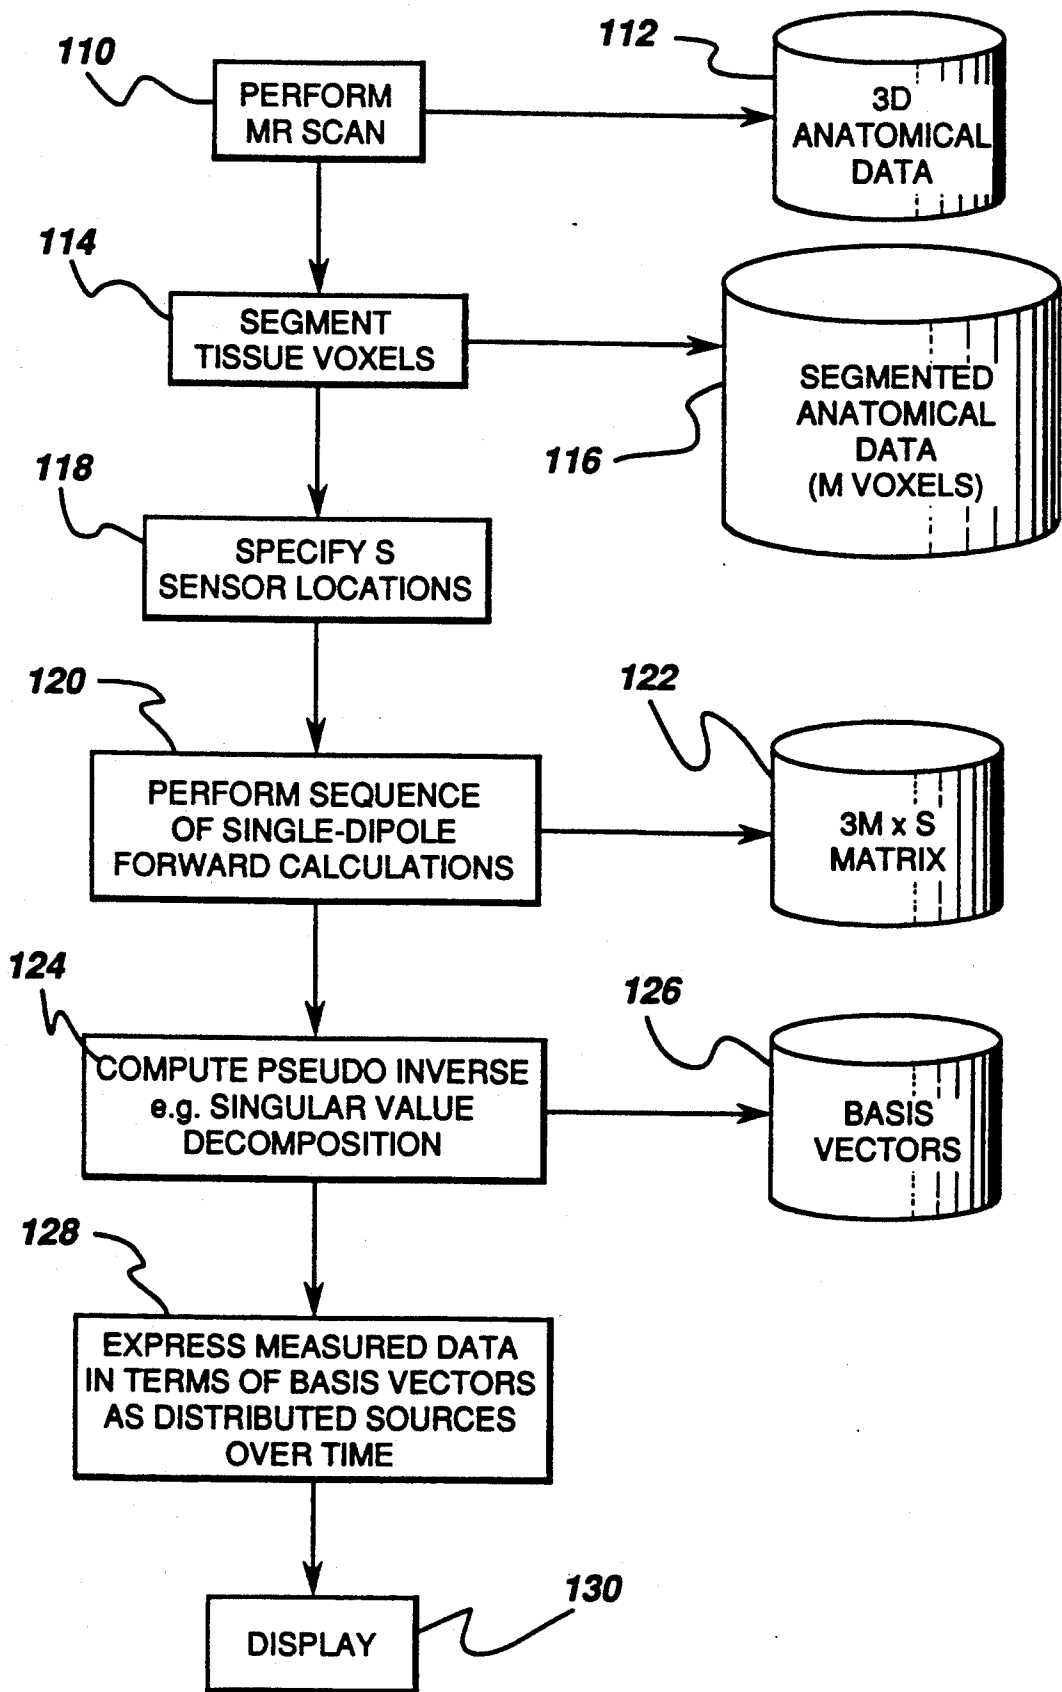 110
PERFORM
MR SCAN
112
3D
ANATOMICAL
DATA
114
SEGMENT
TISSUE VOXELS
116
SEGMENTED
ANATOMICAL
DATA
(M VOXELS)
118
SPECIFY S
SENSOR LOCATIONS
120
PERFORM SEQUENCE
OF SINGLE-DIPOLE
FORWARD CALCULATIONS
122
3M x S
MATRIX
124
COMPUTE PSEUDO INVERSE
e.g. SINGULAR VALUE
DECOMPOSITION
126
BASIS
VECTORS
128
EXPRESS MEASURED DATA
IN TERMS OF BASIS VECTORS
AS DISTRIBUTED SOURCES
OVER TIME
130
DISPLAY